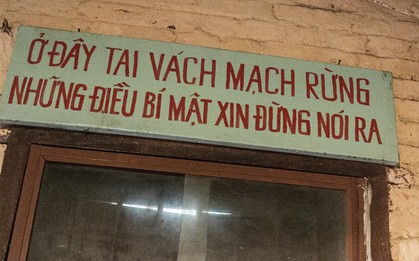 Ở ĐÂY TAI VÁCH MẠCH RỪNG
NHỮNG ĐIỀU BÍ MẬT XIN ĐỪNG NÓI RA